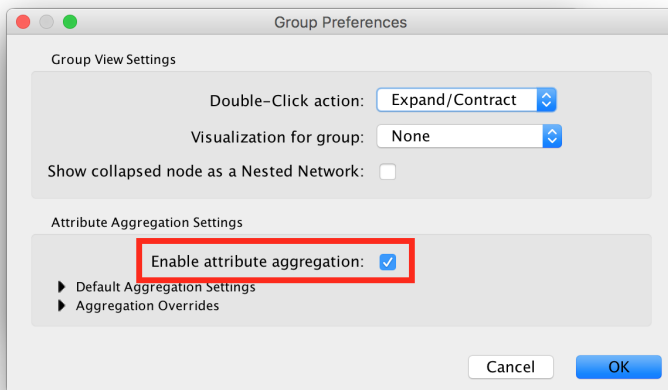 Group Preferences
Group View Settings
Double-Click action: Expand/Contract
Visualization for group: None
Show collapsed node as a Nested Network:
Attribute Aggregation Settings
Enable attribute aggregation:
Default Aggregation Settings
Aggregation Overrides
Cancel OK